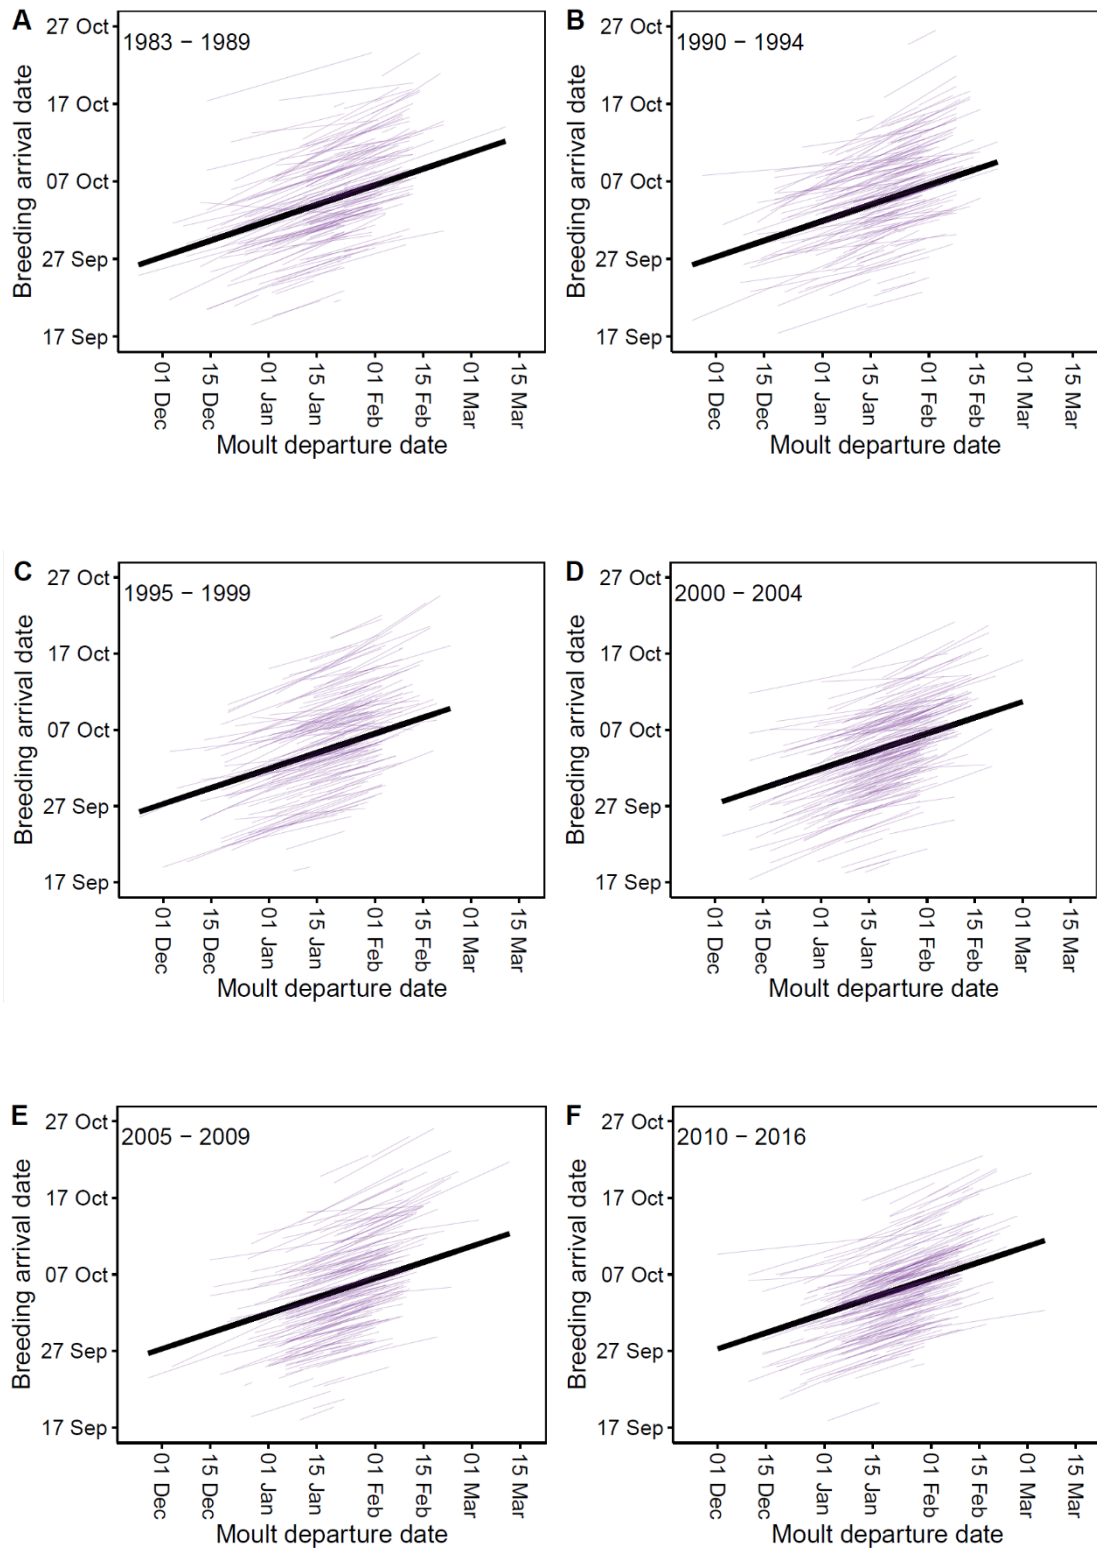 A
1983 − 1989
27 Oct
17 Oct
07 Oct
27 Sep
17 Sep
Breeding arrival date
01 Dec
15 Dec
01 Jan
15 Jan
01 Feb
15 Feb
01 Mar
15 Mar
Moult departure date
B
1990 − 1994
27 Oct
17 Oct
07 Oct
27 Sep
17 Sep
Breeding arrival date
01 Dec
15 Dec
01 Jan
15 Jan
01 Feb
15 Feb
01 Mar
15 Mar
Moult departure date
C
1995 − 1999
27 Oct
17 Oct
07 Oct
27 Sep
17 Sep
Breeding arrival date
01 Dec
15 Dec
01 Jan
15 Jan
01 Feb
15 Feb
01 Mar
15 Mar
Moult departure date
D
2000 − 2004
27 Oct
17 Oct
07 Oct
27 Sep
17 Sep
Breeding arrival date
01 Dec
15 Dec
01 Jan
15 Jan
01 Feb
15 Feb
01 Mar
15 Mar
Moult departure date
E
2005 − 2009
27 Oct
17 Oct
07 Oct
27 Sep
17 Sep
Breeding arrival date
01 Dec
15 Dec
01 Jan
15 Jan
01 Feb
15 Feb
01 Mar
15 Mar
Moult departure date
F
2010 − 2016
27 Oct
17 Oct
07 Oct
27 Sep
17 Sep
Breeding arrival date
01 Dec
15 Dec
01 Jan
15 Jan
01 Feb
15 Feb
01 Mar
15 Mar
Moult departure date